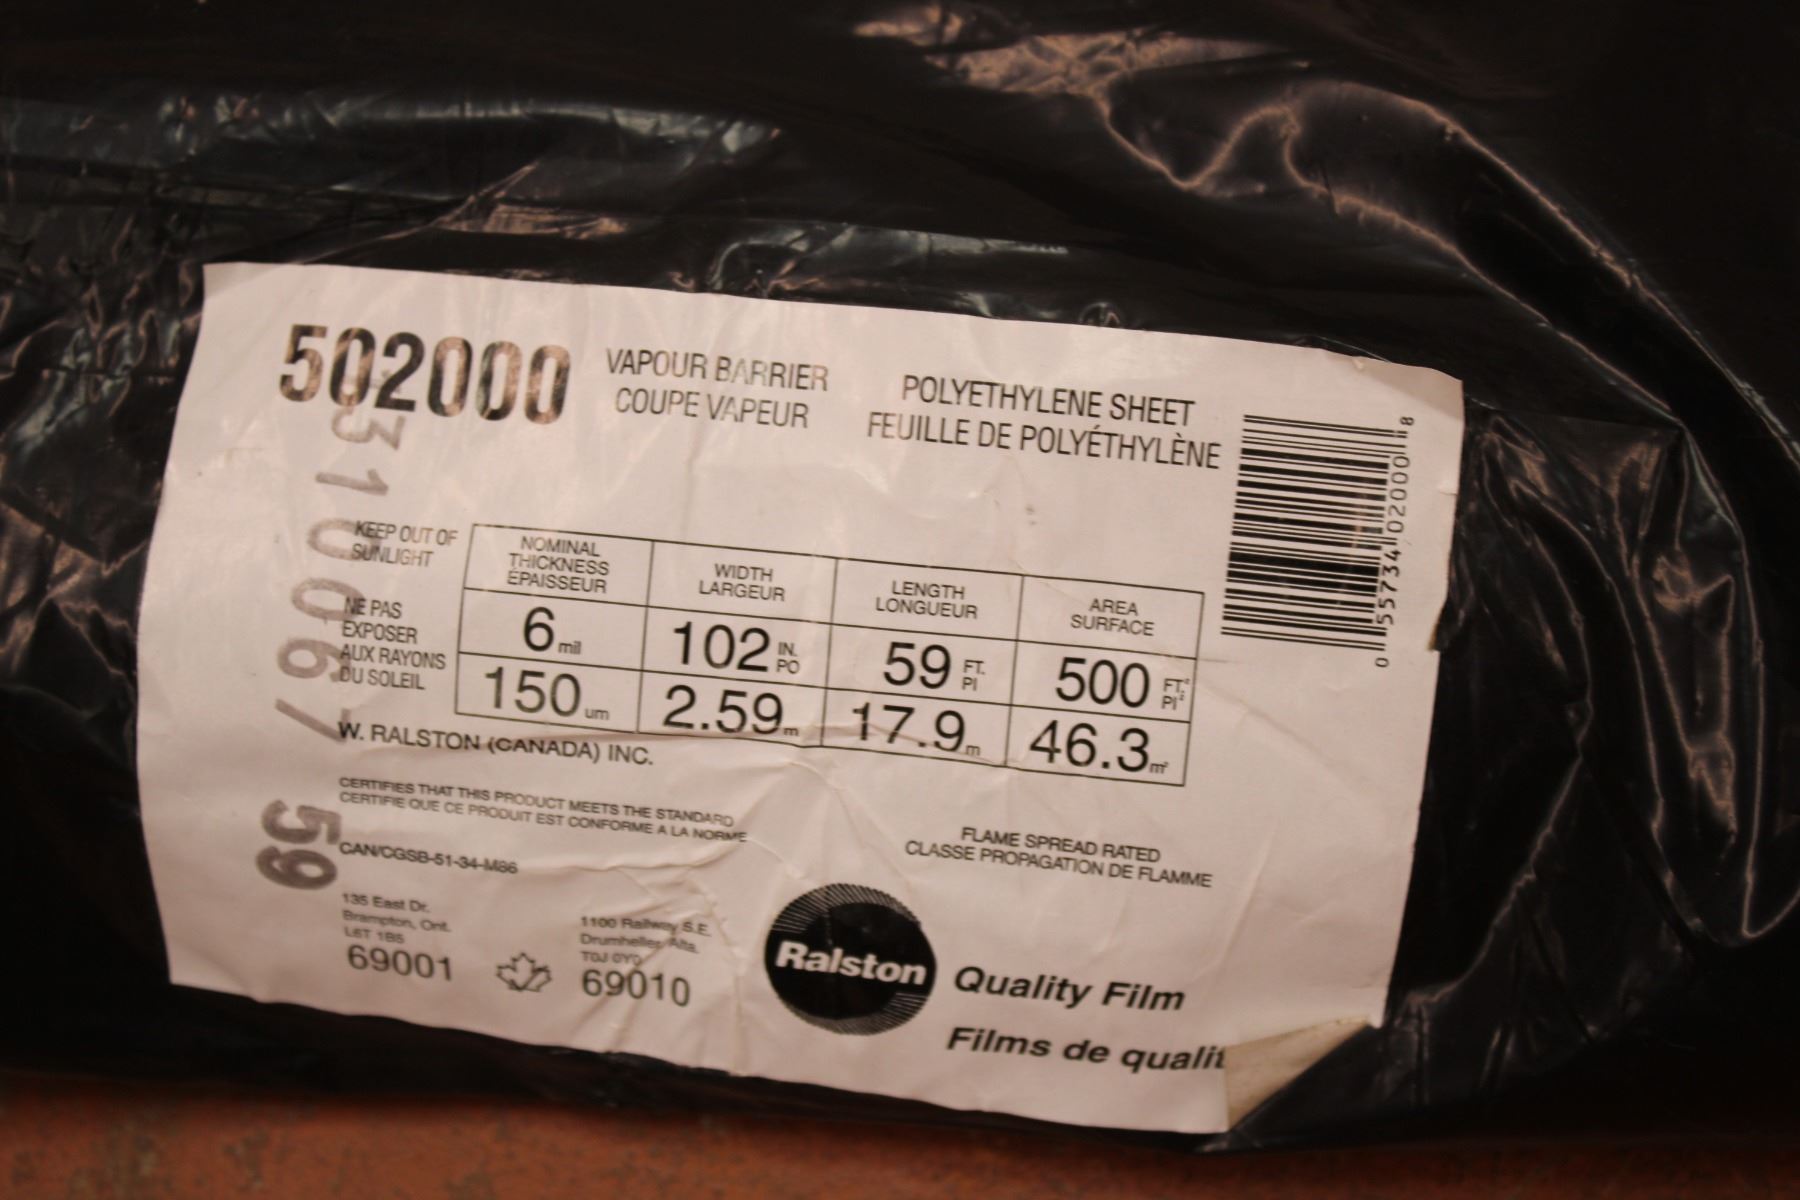 502000
VAPOUR BARRIER
COUPE VAPEUR
POLYETHYLENE SHEET
FEUILLE DE POLYÉTHYLÈNE
0 55734 02000 8
310067 59
KEEP OUT OF
SUNLIGHT
NE PAS
EXPOSER
AUX RAYONS
DU SOLEIL
NOMINAL
THICKNESS
ÉPAISSEUR
WIDTH
LARGEUR
LENGTH
LONGUEUR
AREA
SURFACE
6 mil
102 IN. PO
59 FT. PI
500 FT.² PI²
150 um
2.59 m
17.9 m
46.3 m²
W. RALSTON (CANADA) INC.
CERTIFIES THAT THIS PRODUCT MEETS THE STANDARD
CERTIFIE QUE CE PRODUIT EST CONFORME A LA NORME
CAN/CGSB-51-34-M86
FLAME SPREAD RATED
CLASSE PROPAGATION DE FLAMME
135 East Dr.
Brampton, Ont.
L6T 1B5
69001
1100 Railway S.E.
Drumheller Alta.
T0J 0Y0
69010
Ralston
Quality Film
Films de qualit